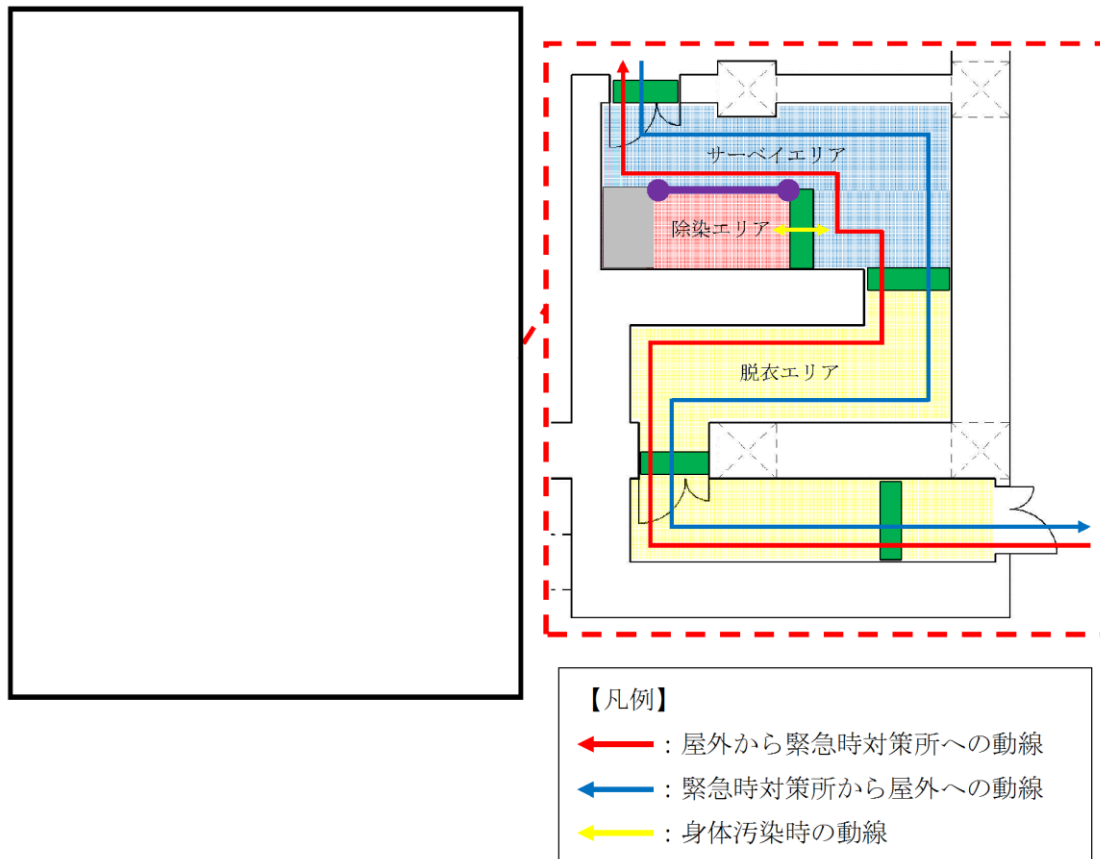 サーベイエリア
除染エリア
脱衣エリア
【凡例】
：屋外から緊急時対策所への動線
：緊急時対策所から屋外への動線
：身体汚染時の動線